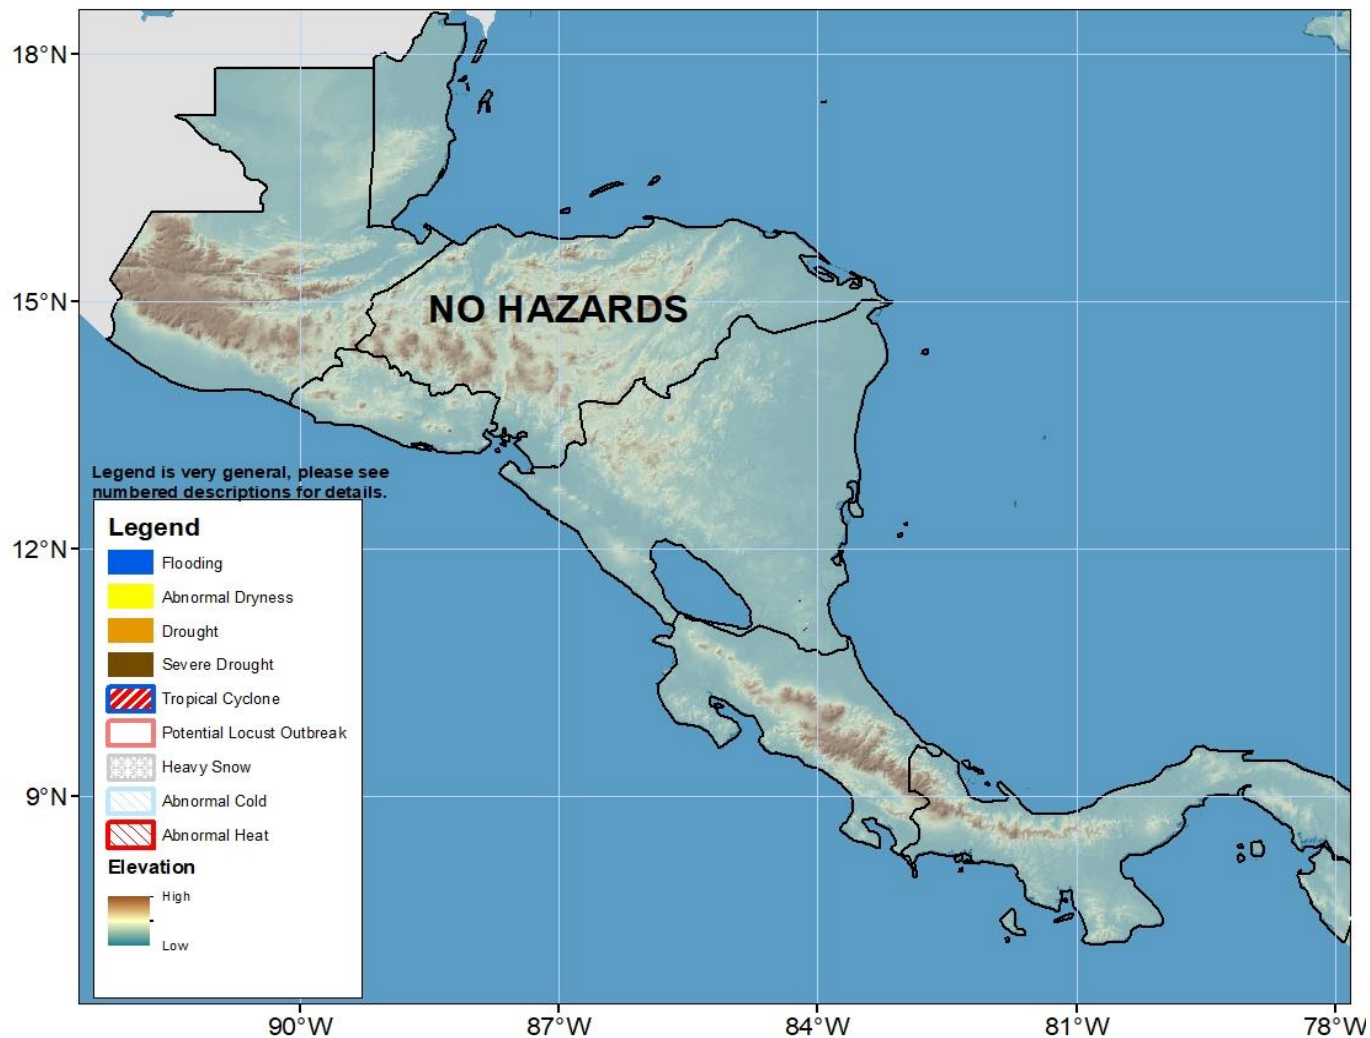 18°N
15°N
NO HAZARDS
Legend is very general, please see
numbered descriptions for details.
Legend
12°N
Flooding
Abnormal Dryness
Drought
Severe Drought
Tropical Cyclone
Potential Locust Outbreak
Heavy Snow
9°N
Abnormal Cold
Abnormal Heat
Elevation
High
Low
90°W
87°W
84°W
81°W
78°W